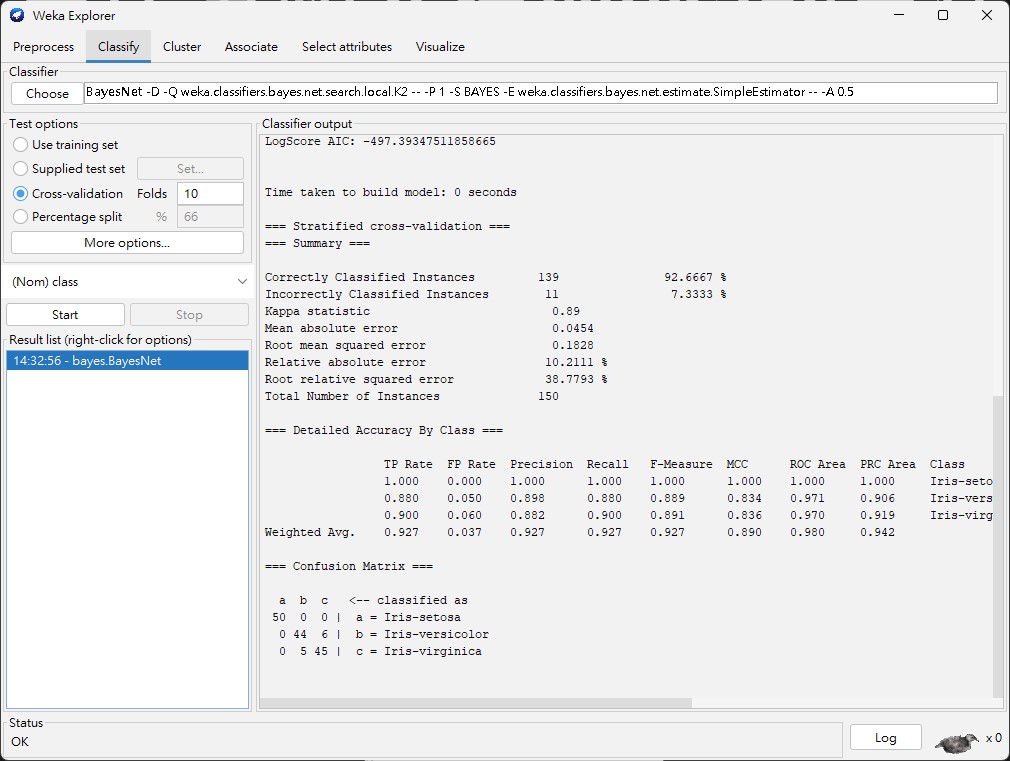 Weka Explorer
Preprocess Classify Cluster Associate Select attributes Visualize
Classifier
Choose BayesNet -D -Q weka.classifiers.bayes.net.search.local.K2 -- -P 1 -S BAYES -E weka.classifiers.bayes.net.estimate.SimpleEstimator -- -A 0.5
Test options
Use training set
Supplied test set Set...
Cross-validation Folds 10
Percentage split % 66
More options...
(Nom) class
Start Stop
Result list (right-click for options)
14:32:56 - bayes.BayesNet
Classifier output
LogScore AIC: -497.39347511858665
Time taken to build model: 0 seconds
=== Stratified cross-validation ===
=== Summary ===
Correctly Classified Instances 139 92.6667 %
Incorrectly Classified Instances 11 7.3333 %
Kappa statistic 0.89
Mean absolute error 0.0454
Root mean squared error 0.1828
Relative absolute error 10.2111 %
Root relative squared error 38.7793 %
Total Number of Instances 150
=== Detailed Accuracy By Class ===
TP Rate FP Rate Precision Recall F-Measure MCC ROC Area PRC Area Class
1.000 0.000 1.000 1.000 1.000 1.000 1.000 1.000 Iris-seto
0.880 0.050 0.898 0.880 0.889 0.834 0.971 0.906 Iris-vers
0.900 0.060 0.882 0.900 0.891 0.836 0.970 0.919 Iris-virg
Weighted Avg. 0.927 0.037 0.927 0.927 0.927 0.890 0.980 0.942
=== Confusion Matrix ===
a b c <-- classified as
50 0 0 | a = Iris-setosa
0 44 6 | b = Iris-versicolor
0 5 45 | c = Iris-virginica
Status
OK
Log
x 0